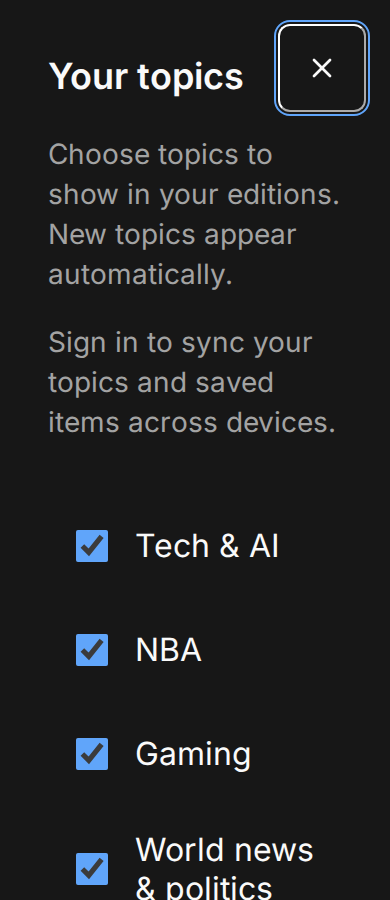 Your topics
Choose topics to
show in your editions.
New topics appear
automatically.
Sign in to sync your
topics and saved
items across devices.
Tech & AI
NBA
Gaming
World news
& politics